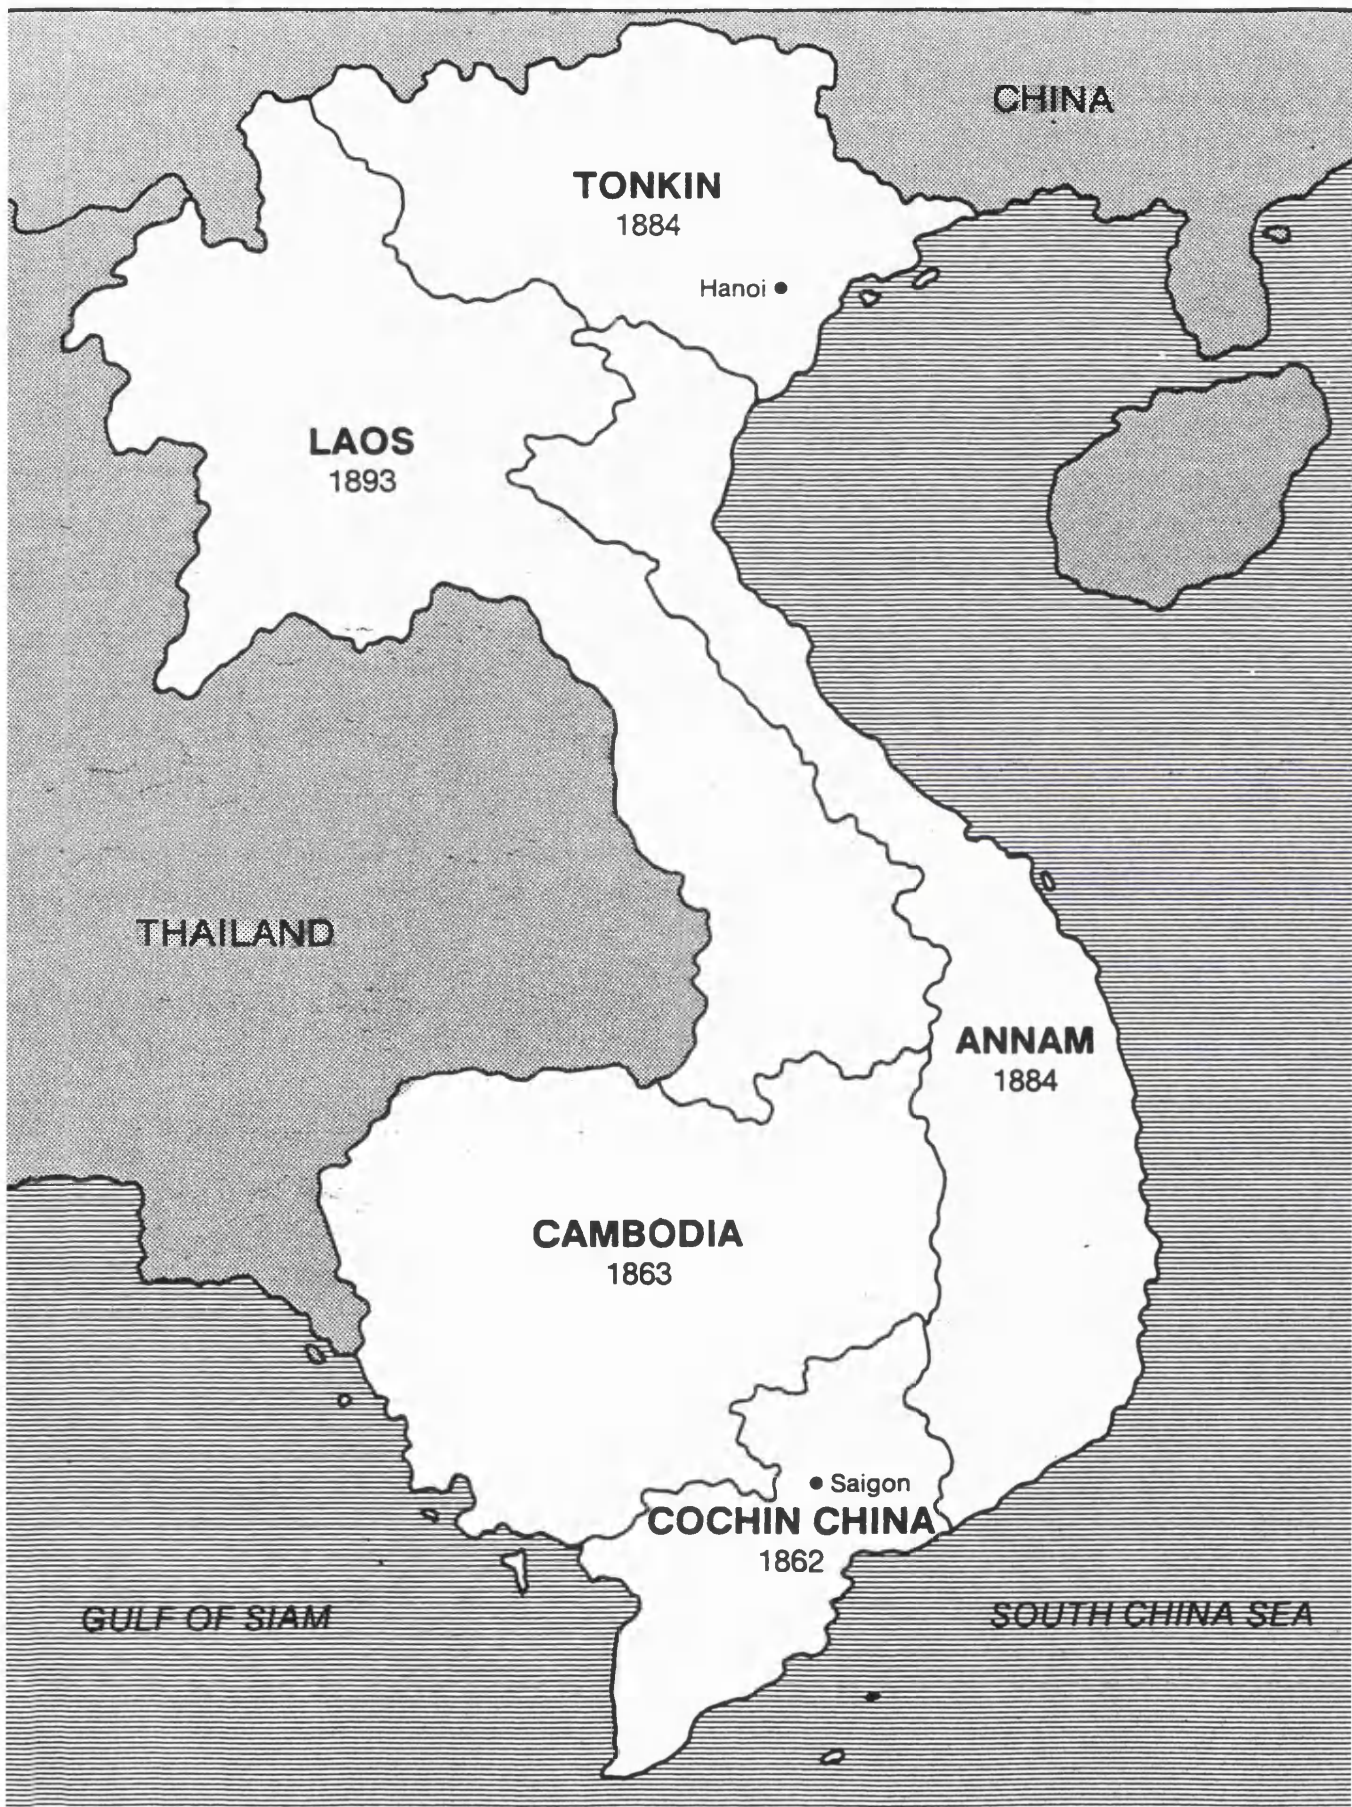 CHINA
TONKIN
1884
Hanoi
LAOS
1893
THAILAND
ANNAM
1884
CAMBODIA
1863
Saigon
COCHIN CHINA
1862
GULF OF SIAM
SOUTH CHINA SEA